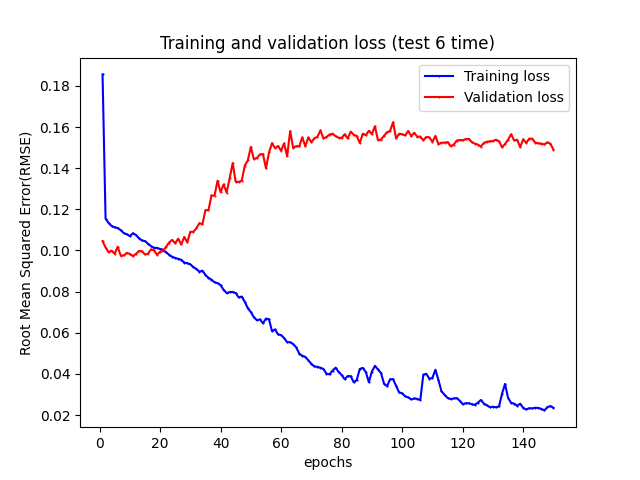 Training and validation loss (test 6 time)
Training loss
Validation loss
Root Mean Squared Error(RMSE)
0.18
0.16
0.14
0.12
0.10
0.08
0.06
0.04
0.02
0 20 40 60 80 100 120 140
epochs